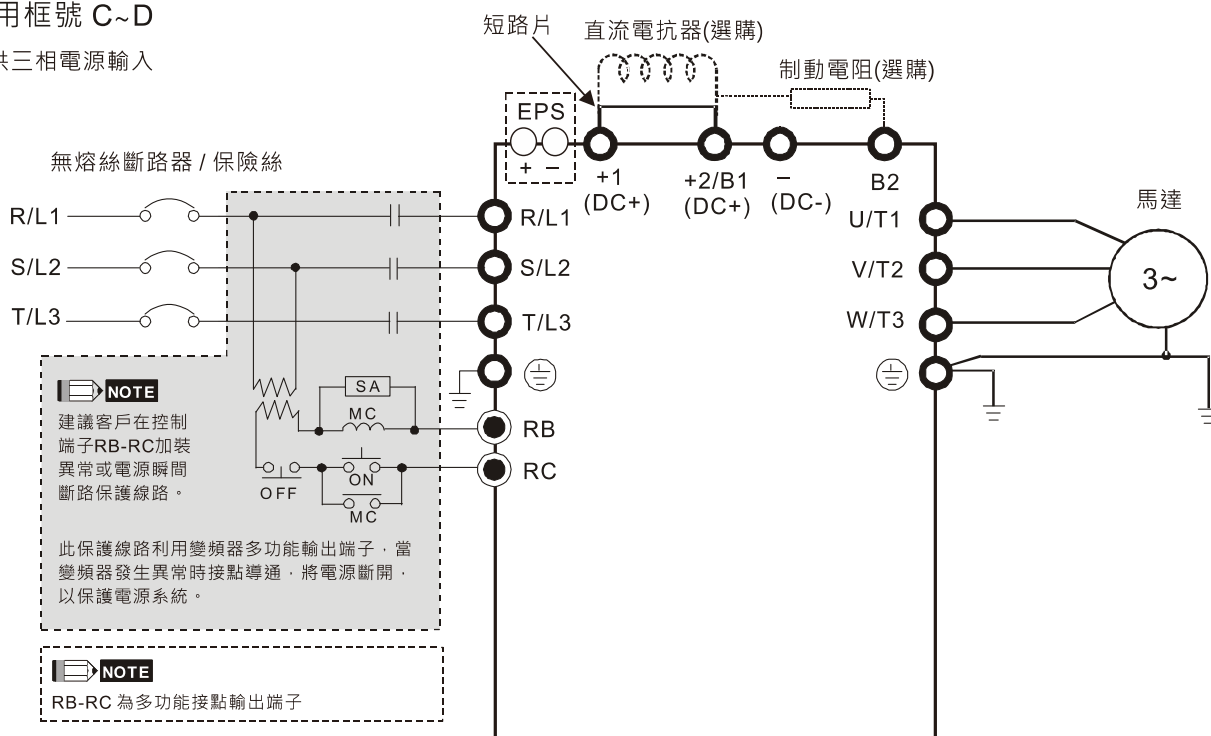 用框號 C~D
供三相電源輸入
短路片
直流電抗器(選購)
制動電阻(選購)
EPS
+ −
+1
(DC+)
+2/B1
(DC+)
−
(DC-)
B2
無熔絲斷路器 / 保險絲
R/L1
S/L2
T/L3
R/L1
S/L2
T/L3
U/T1
V/T2
W/T3
馬達
3~
NOTE
建議客戶在控制
端子RB-RC加裝
異常或電源瞬間
斷路保護線路。
SA
MC
OFF
ON
MC
RB
RC
此保護線路利用變頻器多功能輸出端子，當
變頻器發生異常時接點導通，將電源斷開，
以保護電源系統。
NOTE
RB-RC 為多功能接點輸出端子